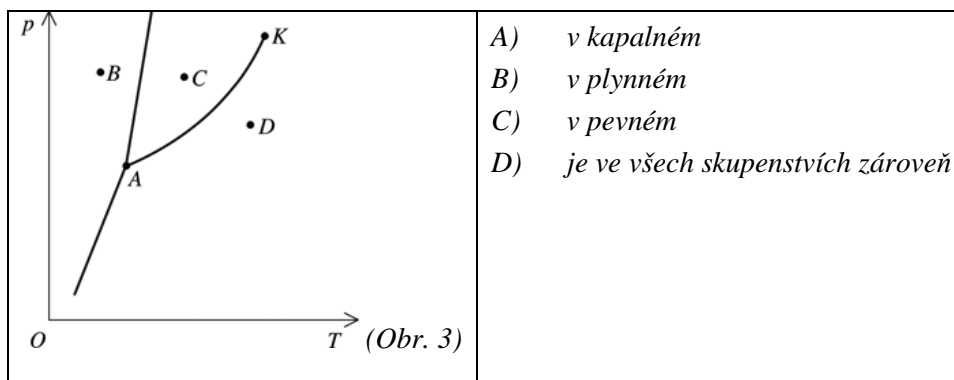 p
K
B
C
D
A
O
T (Obr. 3)
A) v kapalném
B) v plynném
C) v pevném
D) je ve všech skupenstvích zároveň